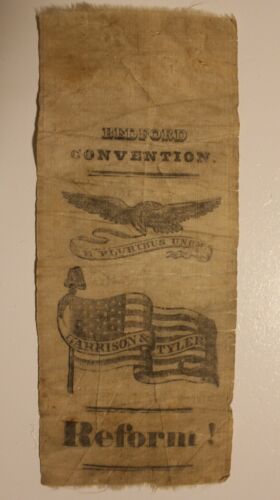 BEDFORD
CONVENTION.
E PLURIBUS UNUM
HARRISON & TYLER
Reform!